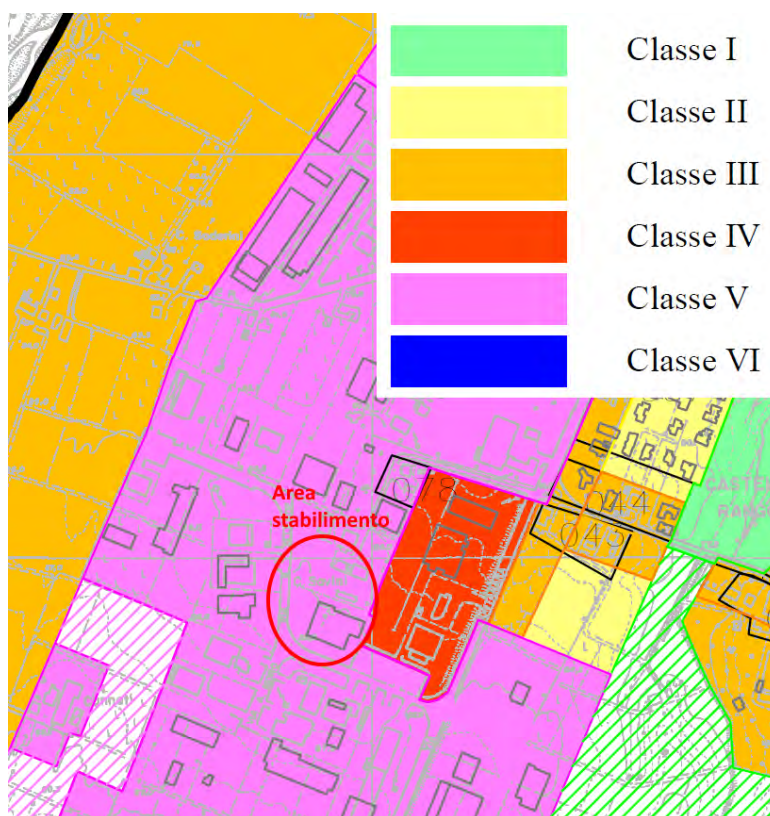 Classe I
Classe II
Classe III
Classe IV
Classe V
Classe VI
Area
stabilimento
078
044
045